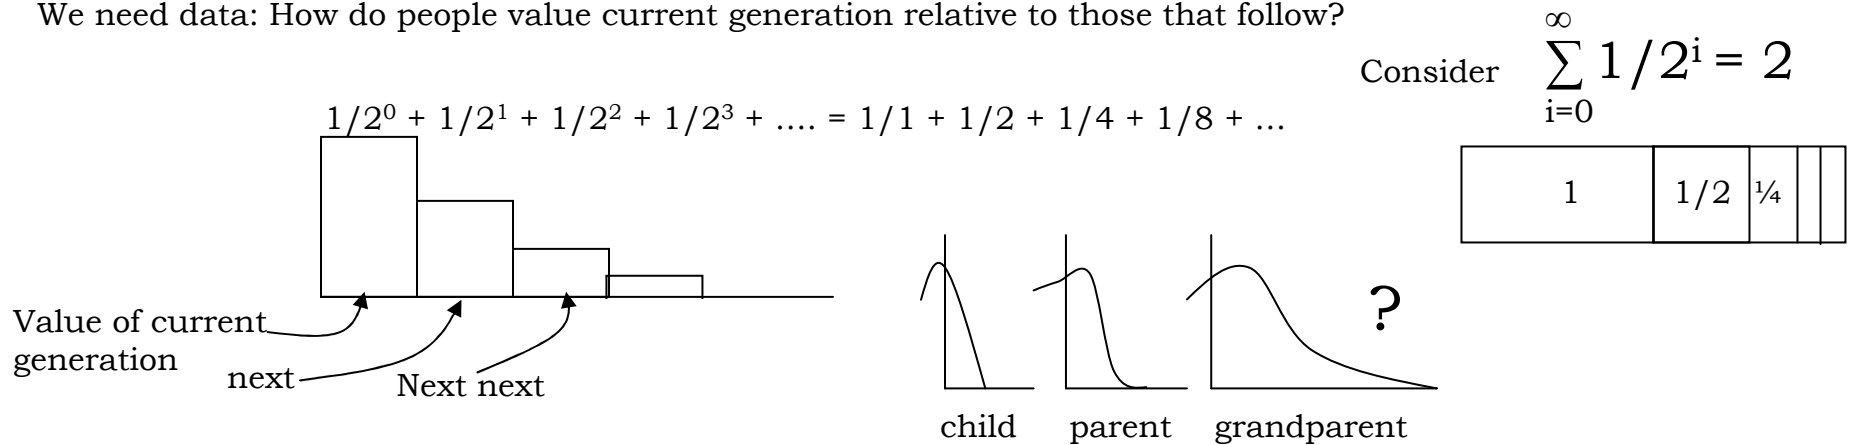 We need data: How do people value current generation relative to those that follow?
Consider
∞
∑ 1/2ⁱ = 2
i=0
1/2⁰ + 1/2¹ + 1/2² + 1/2³ + .... = 1/1 + 1/2 + 1/4 + 1/8 + ...
1 1/2 ¼
Value of current
generation
next
Next next
?
child parent grandparent